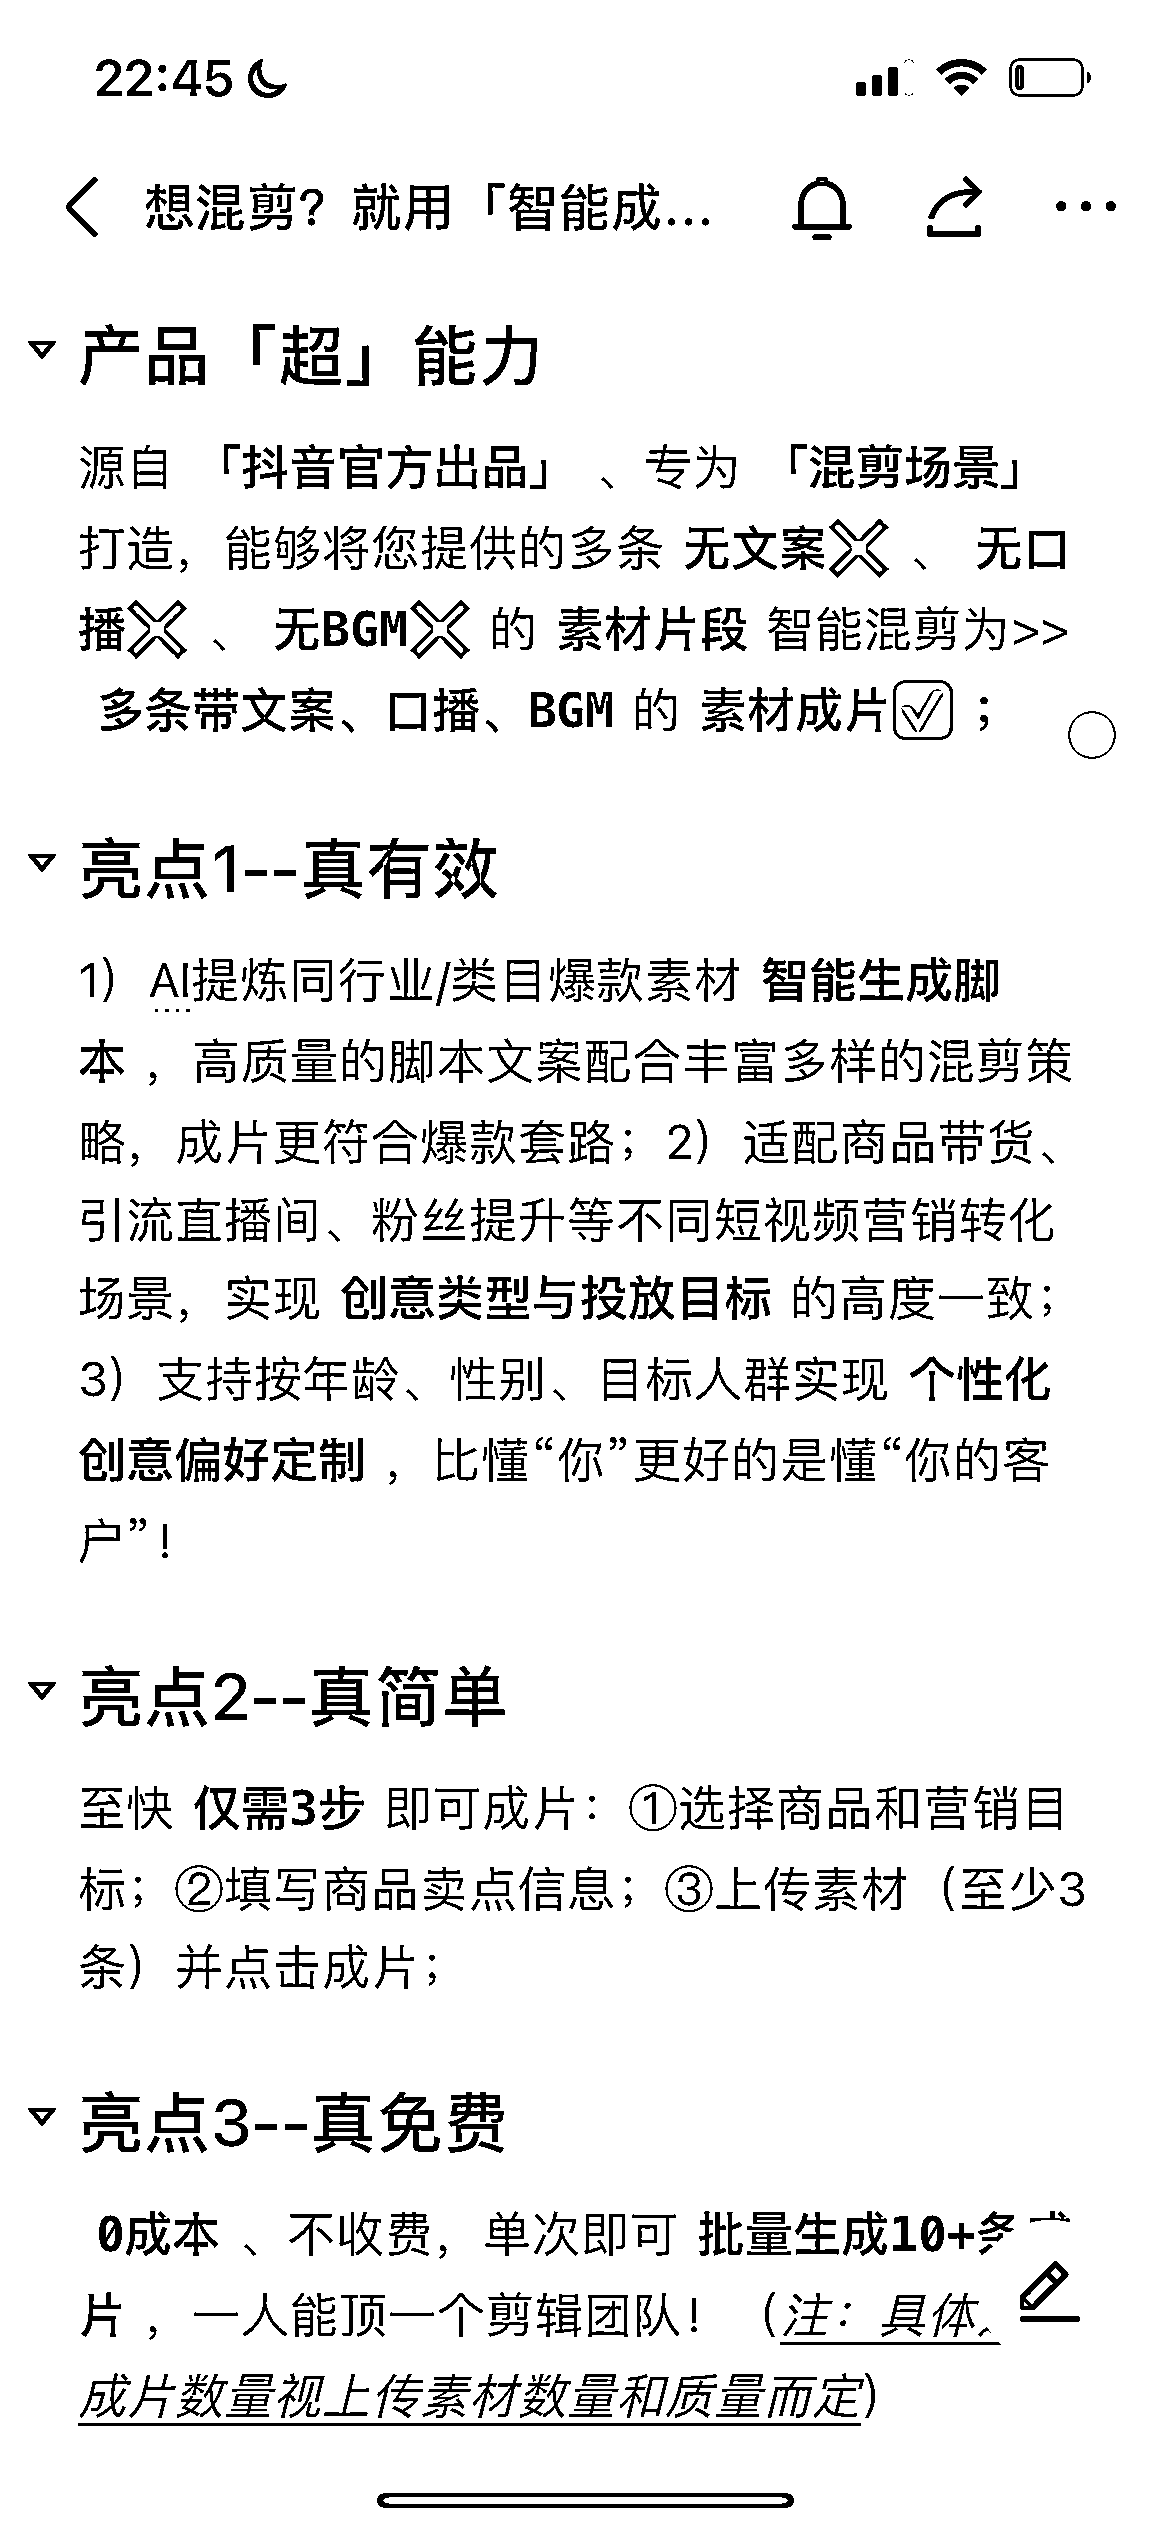 22:45
想混剪？就用「智能成...
产品「超」能力
源自 「抖音官方出品」 、专为 「混剪场景」
打造，能够将您提供的多条 无文案❌ 、 无口
播❌ 、 无BGM❌ 的 素材片段 智能混剪为>>
多条带文案、口播、BGM 的 素材成片✅ ；
亮点1--真有效
1）AI提炼同行业/类目爆款素材 智能生成脚
本 ，高质量的脚本文案配合丰富多样的混剪策
略，成片更符合爆款套路；2）适配商品带货、
引流直播间、粉丝提升等不同短视频营销转化
场景，实现 创意类型与投放目标 的高度一致；
3）支持按年龄、性别、目标人群实现 个性化
创意偏好定制 ，比懂“你”更好的是懂“你的客
户”！
亮点2--真简单
至快 仅需3步 即可成片：①选择商品和营销目
标；②填写商品卖点信息；③上传素材（至少3
条）并点击成片；
亮点3--真免费
0成本 、不收费，单次即可 批量生成10+条
片 ，一人能顶一个剪辑团队！（注：具体
成片数量视上传素材数量和质量而定）